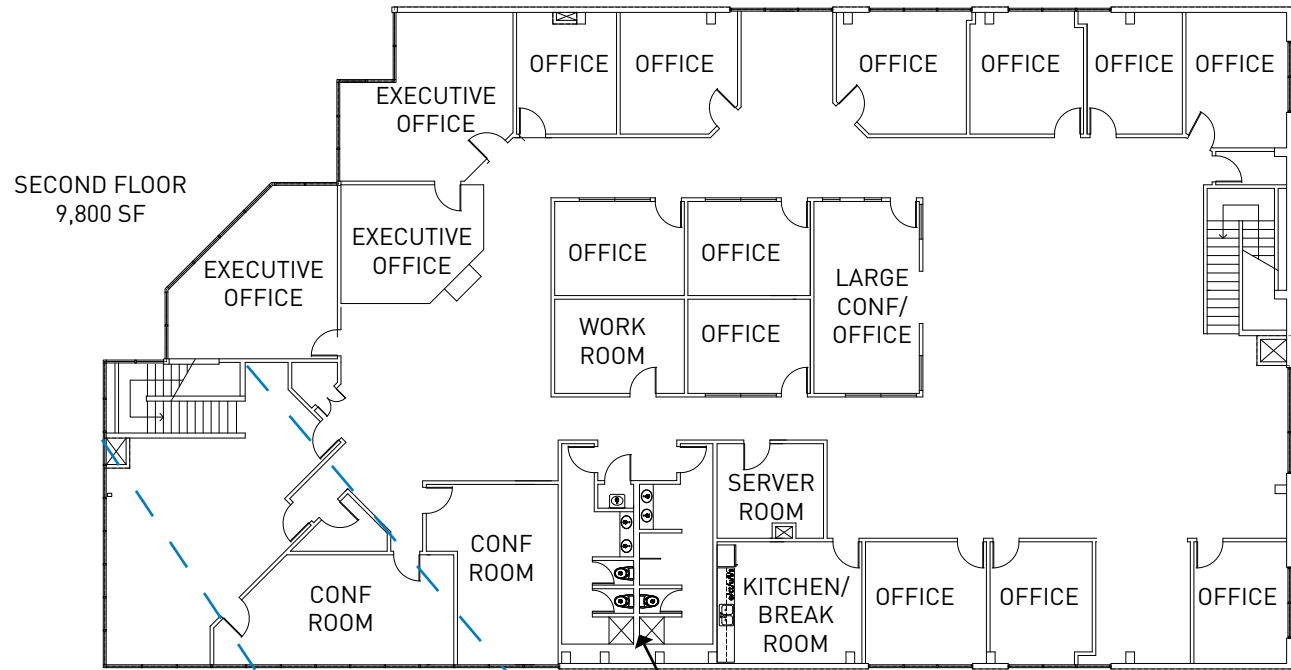 OFFICE
OFFICE
OFFICE
OFFICE
OFFICE
OFFICE
EXECUTIVE
OFFICE
SECOND FLOOR
9,800 SF
EXECUTIVE
OFFICE
EXECUTIVE
OFFICE
OFFICE
OFFICE
LARGE
CONF/
OFFICE
WORK
ROOM
OFFICE
SERVER
ROOM
CONF
ROOM
CONF
ROOM
KITCHEN/
BREAK
ROOM
OFFICE
OFFICE
OFFICE